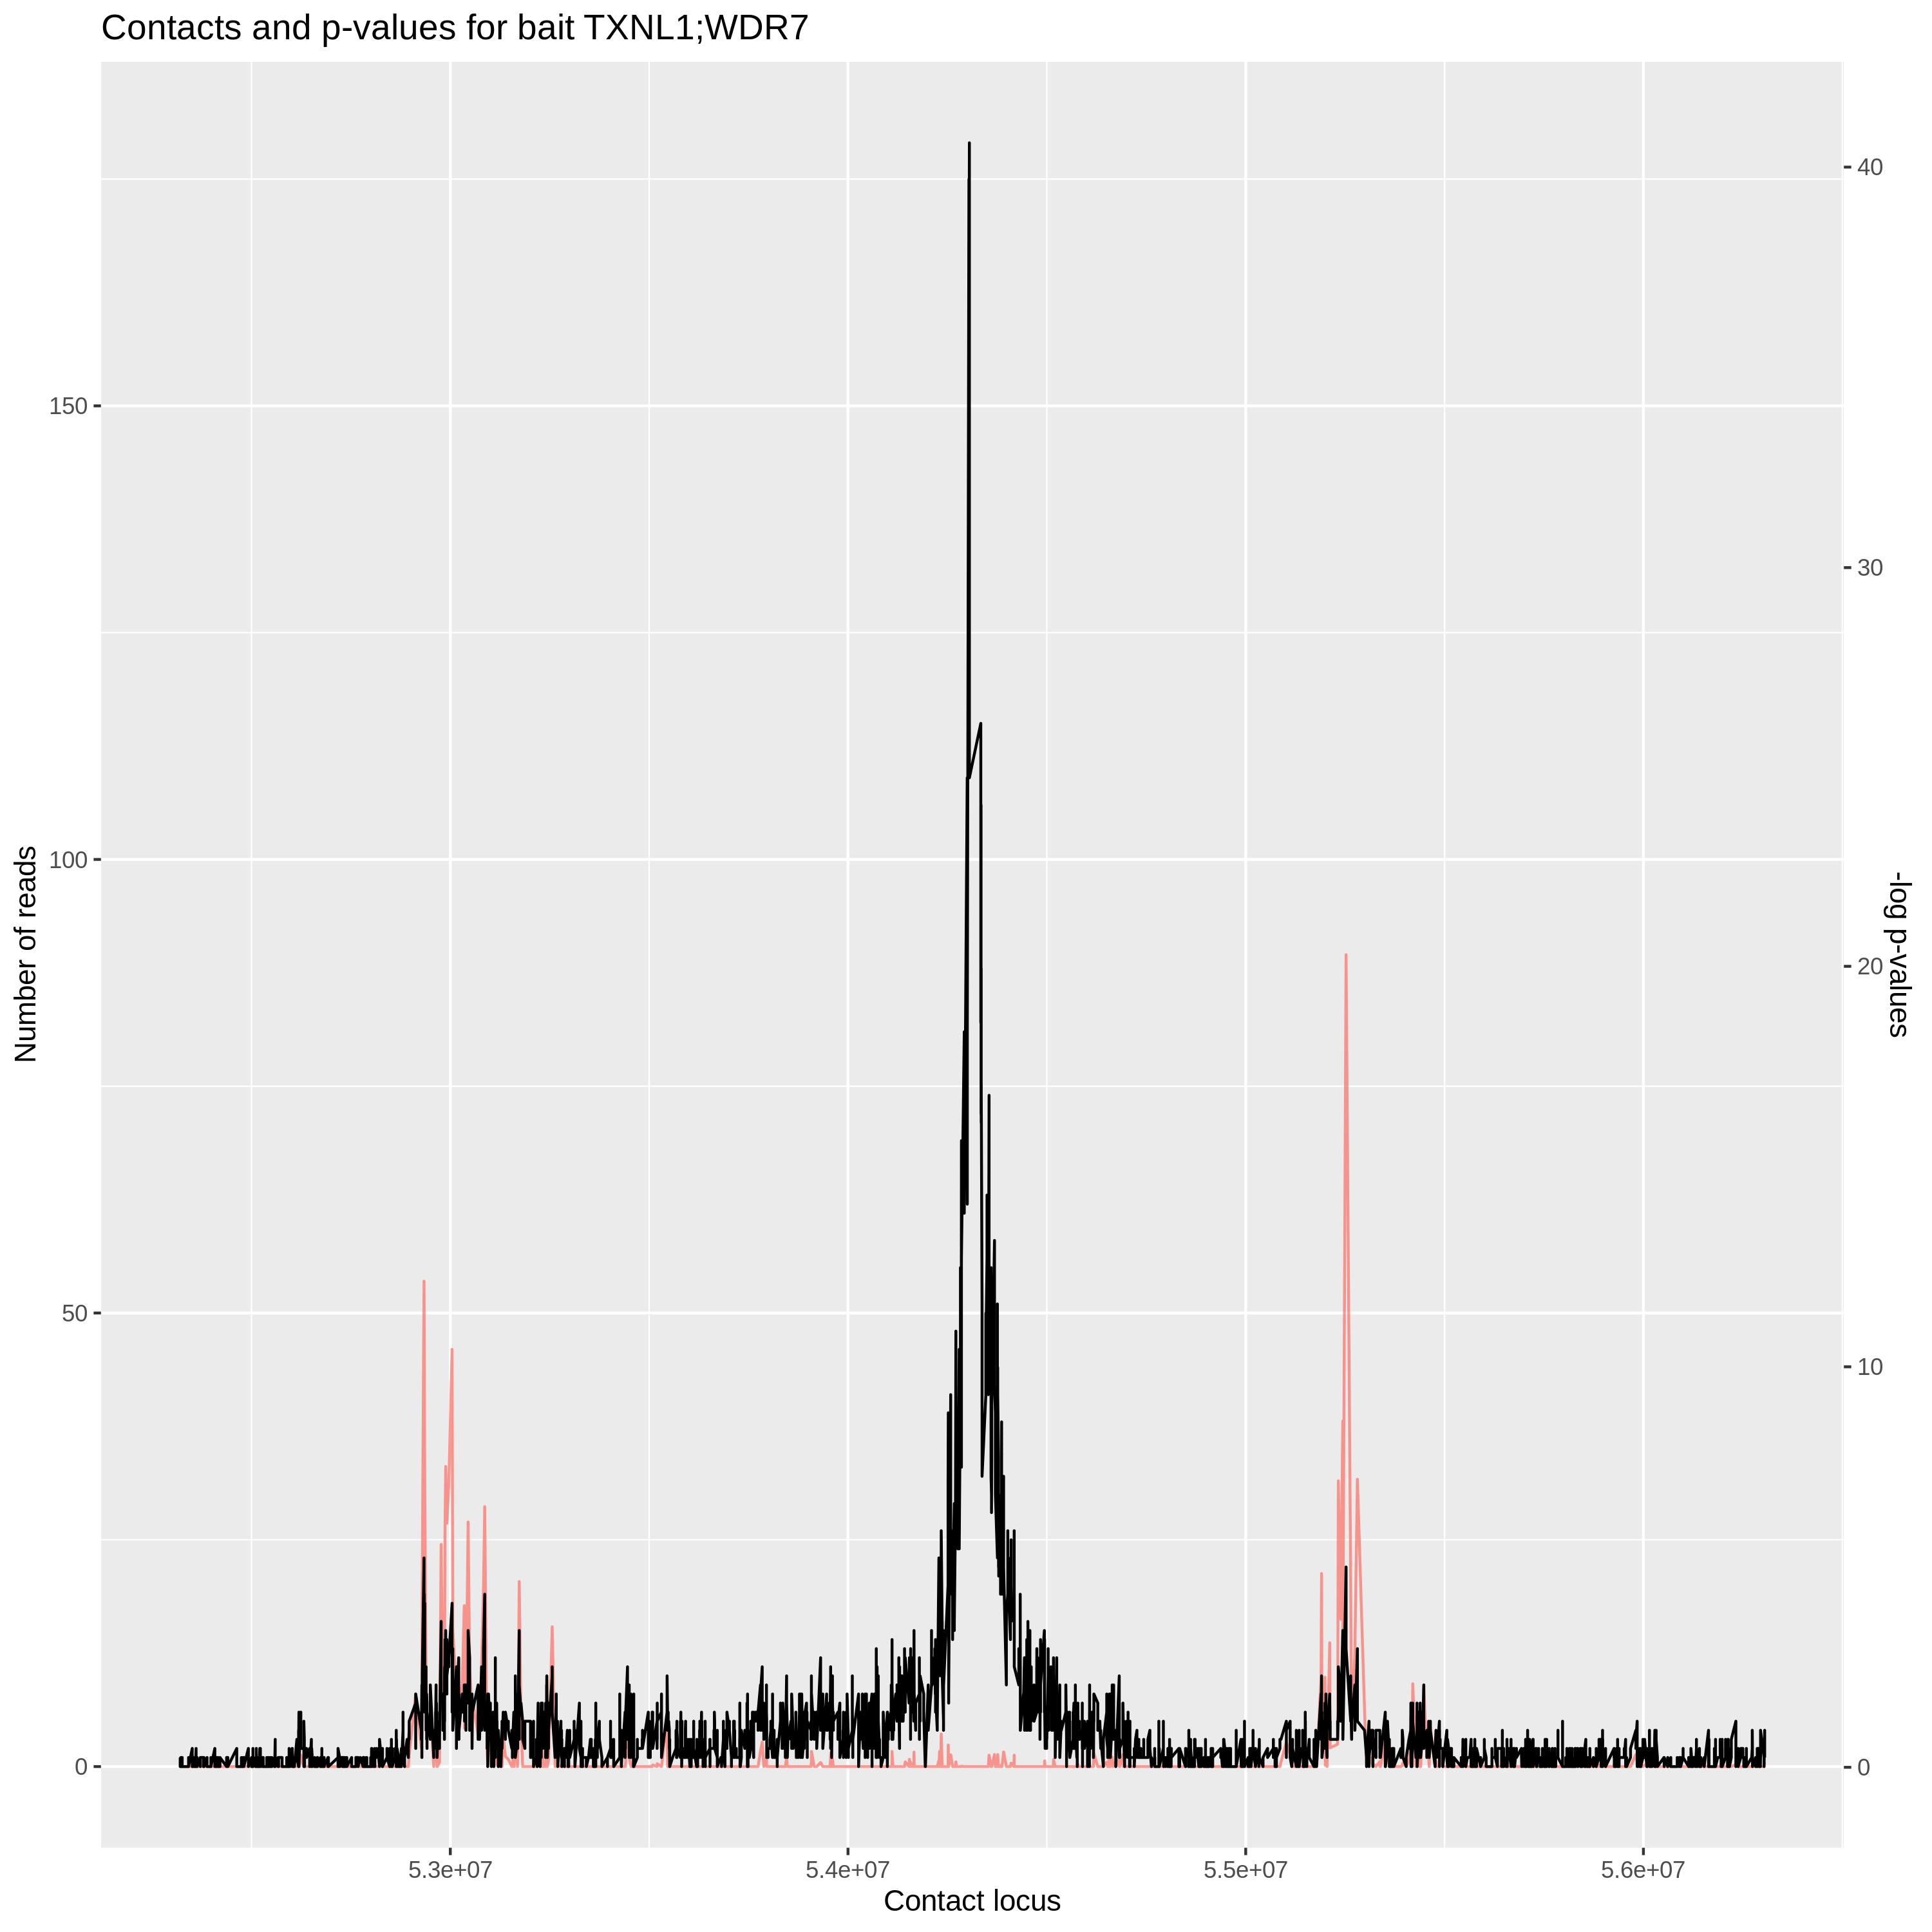 Contacts and p-values for bait TXNL1;WDR7
150
100
50
0
Number of reads
40
30
20
10
0
-log p-values
5.3e+07
5.4e+07
5.5e+07
5.6e+07
Contact locus